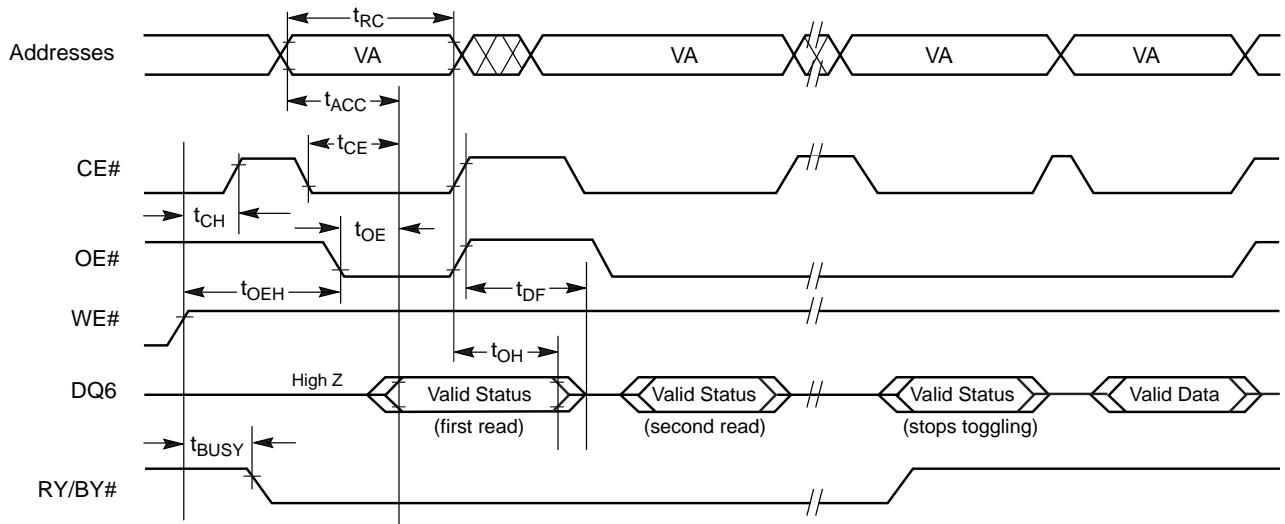 tRC
Addresses VA VA VA VA
tACC
tCE
CE#
tCH tOE
OE#
tOEH tDF
WE#
tOH
DQ6 High Z Valid Status Valid Status Valid Status Valid Data
(first read) (second read) (stops toggling)
tBUSY
RY/BY#